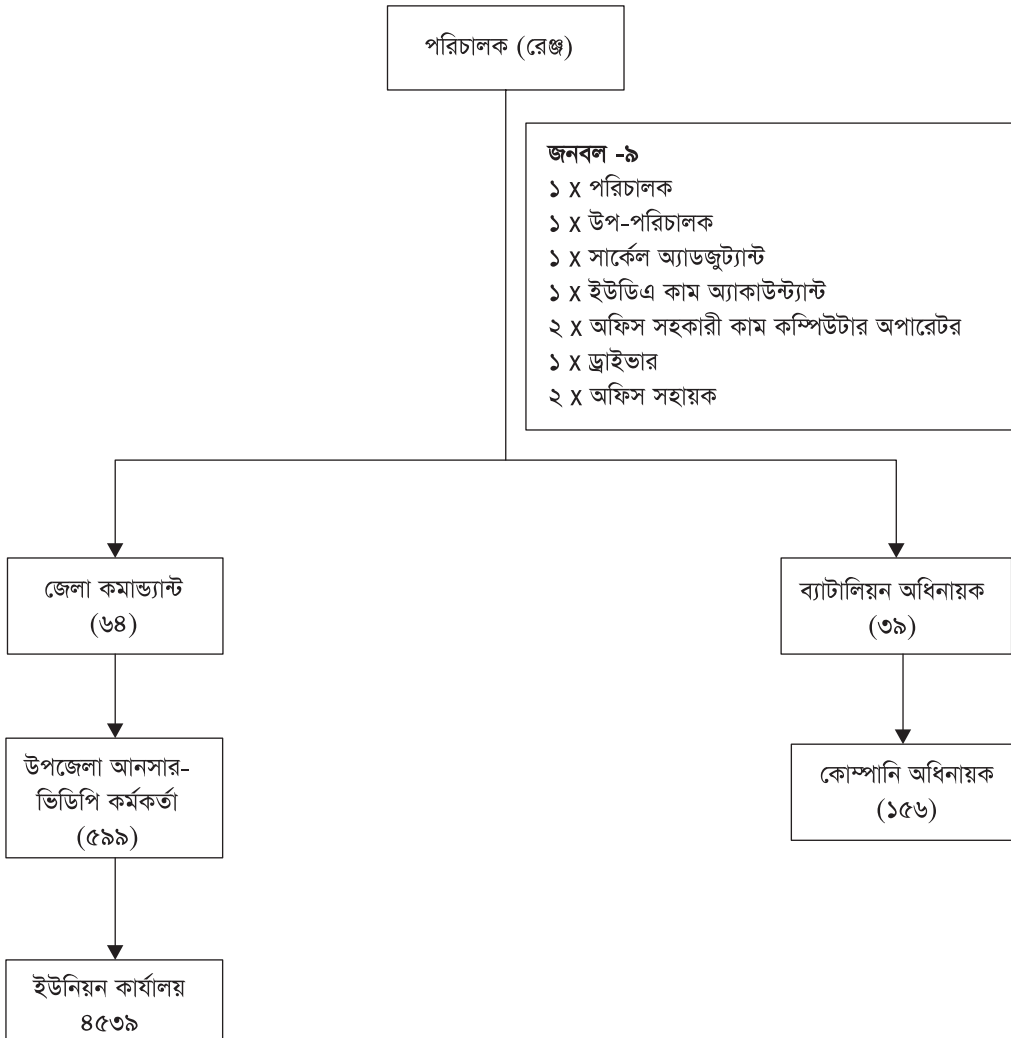 পরিচালক (রেঞ্জ)
জনবল -৯
১ x পরিচালক
১ x উপ-পরিচালক
১ x সার্কেল অ্যাডজুট্যান্ট
১ x ইউডিএ কাম অ্যাকাউন্ট্যান্ট
২ x অফিস সহকারী কাম কম্পিউটার অপারেটর
১ x ড্রাইভার
২ x অফিস সহায়ক
জেলা কমান্ড্যান্ট
(৬৪)
উপজেলা আনসার-
ভিডিপি কর্মকর্তা
(৫৯৯)
ইউনিয়ন কার্যালয়
৪৫৩৯
ব্যাটালিয়ন অধিনায়ক
(৩৯)
কোম্পানি অধিনায়ক
(১৫৬)